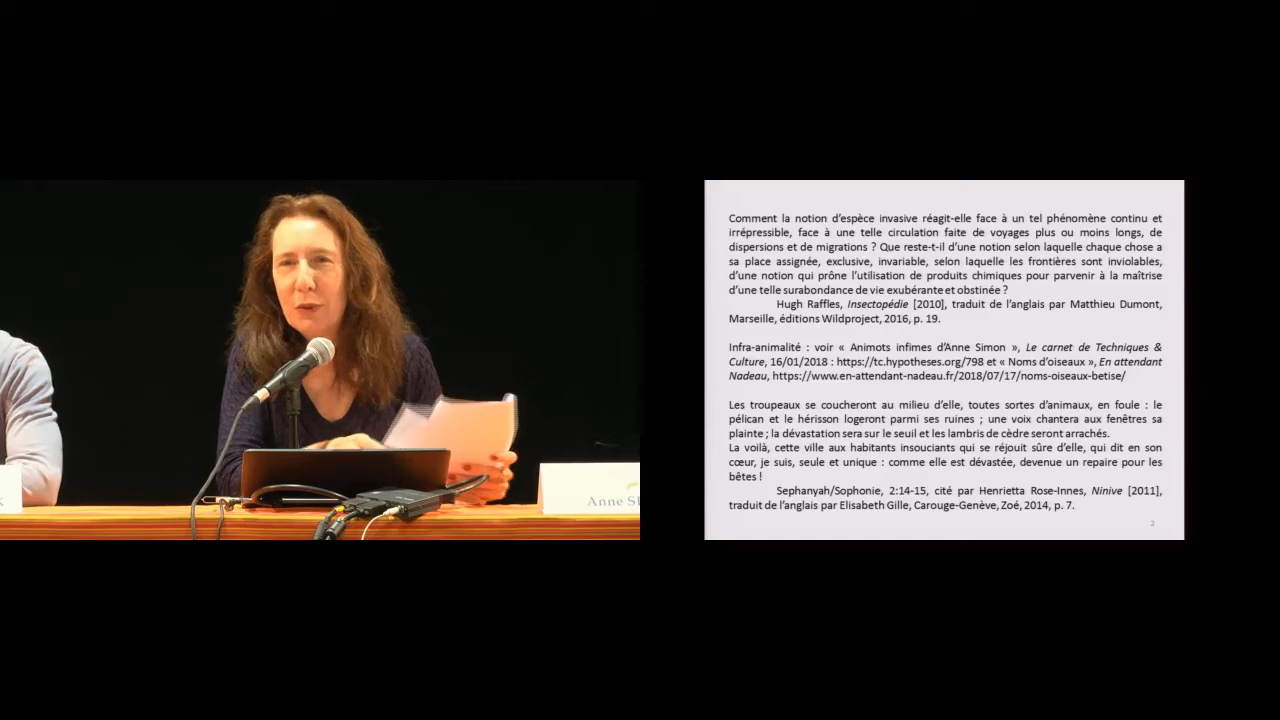 Comment la notion d'espèce invasive réagit-elle face à un tel phénomène continu et
irrépressible, face à une telle circulation faite de voyages plus ou moins longs, de
dispersions et de migrations ? Que reste-t-il d'une notion selon laquelle chaque chose a
sa place assignée, exclusive, invariable, selon laquelle les frontières sont inviolables,
d'une notion qui prône l'utilisation de produits chimiques pour parvenir à la maîtrise
d'une telle surabondance de vie exubérante et obstinée ?
Hugh Raffles, Insectopédie [2010], traduit de l'anglais par Matthieu Dumont,
Marseille, éditions Wildproject, 2016, p. 19.
Infra-animalité : voir « Animots infimes d'Anne Simon », Le carnet de Techniques &
Culture, 16/01/2018 : https://tc.hypotheses.org/798 et « Noms d'oiseaux », En attendant
Nadeau, https://www.en-attendant-nadeau.fr/2018/07/17/noms-oiseaux-betise/
Les troupeaux se coucheront au milieu d'elle, toutes sortes d'animaux, en foule : le
pélican et le hérisson logeront parmi ses ruines ; une voix chantera aux fenêtres sa
plainte ; la dévastation sera sur le seuil et les lambris de cèdre seront arrachés.
La voilà, cette ville aux habitants insouciants qui se réjouit sûre d'elle, qui dit en son
cœur, je suis, seule et unique : comme elle est dévastée, devenue un repaire pour les
bêtes !
Sephanyah/Sophonie, 2:14-15, cité par Henrietta Rose-Innes, Ninive [2011],
traduit de l'anglais par Elisabeth Gille, Carouge-Genève, Zoé, 2014, p. 7.
2
K
Anne S